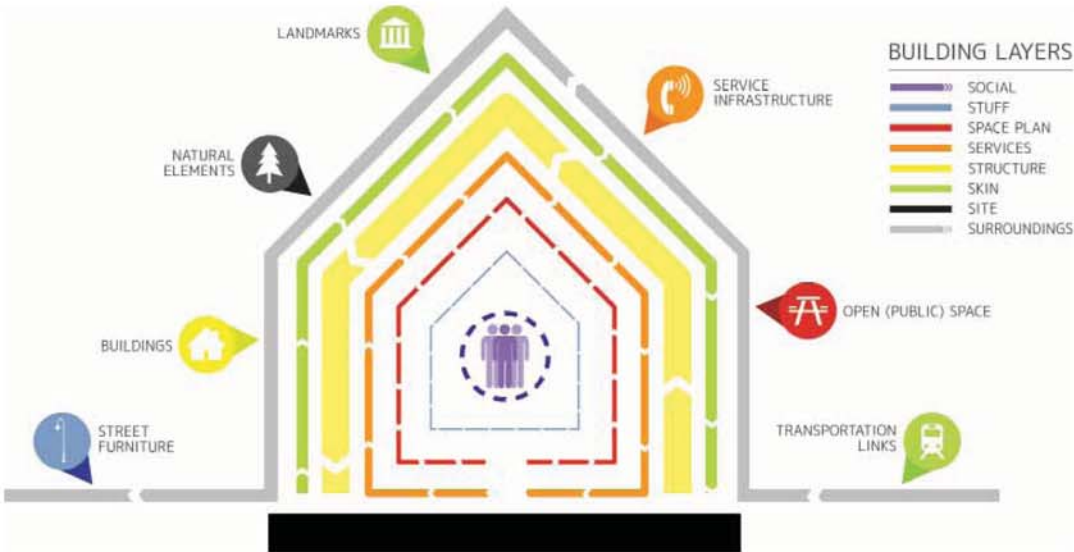 LANDMARKS
SERVICE
INFRASTRUCTURE
NATURAL
ELEMENTS
BUILDINGS
OPEN (PUBLIC) SPACE
STREET
FURNITURE
TRANSPORTATION
LINKS
BUILDING LAYERS
SOCIAL
STUFF
SPACE PLAN
SERVICES
STRUCTURE
SKIN
SITE
SURROUNDINGS